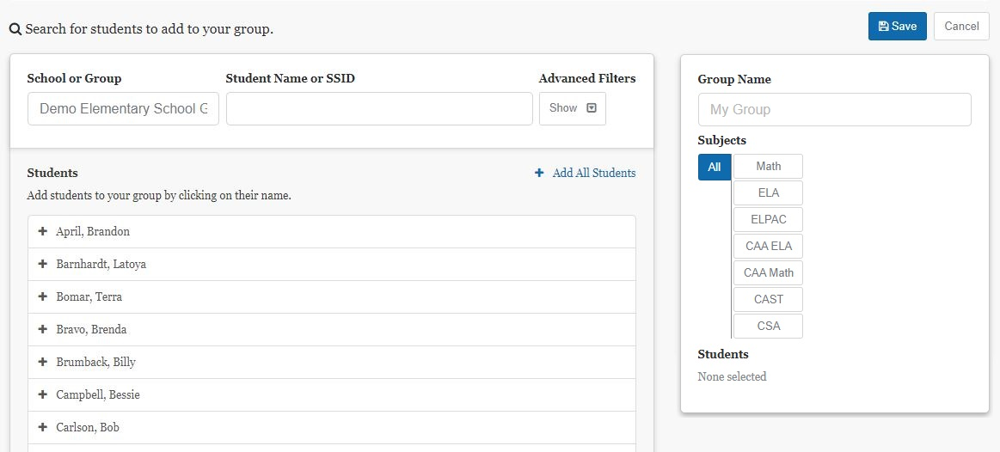 Search for students to add to your group.
Save
Cancel
School or Group
Student Name or SSID
Advanced Filters
Demo Elementary School G
Show
Students
Add All Students
Add students to your group by clicking on their name.
April, Brandon
Barnhardt, Latoya
Bomar, Terra
Bravo, Brenda
Brumback, Billy
Campbell, Bessie
Carlson, Bob
Group Name
My Group
Subjects
All
Math
ELA
ELPAC
CAA ELA
CAA Math
CAST
CSA
Students
None selected